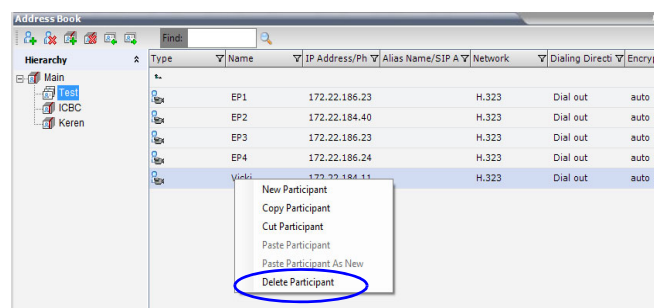 Address Book
Find:
Hierarchy
Type Name IP Address/Ph Alias Name/SIP A Network Dialing Directi Encryp
Main
Test
ICBC
Keren
EP1 172.22.186.23 H.323 Dial out auto
EP2 172.22.184.40 H.323 Dial out auto
EP3 172.22.186.23 H.323 Dial out auto
EP4 172.22.186.24 H.323 Dial out auto
Vicki 172.22.184.11 H.323 Dial out auto
New Participant
Copy Participant
Cut Participant
Paste Participant
Paste Participant As New
Delete Participant